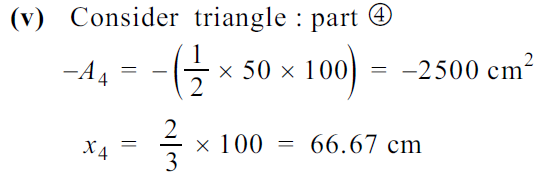 (v) Consider triangle : part ④
–A₄ = –(1/2 × 50 × 100) = –2500 cm²
x₄ = 2/3 × 100 = 66.67 cm